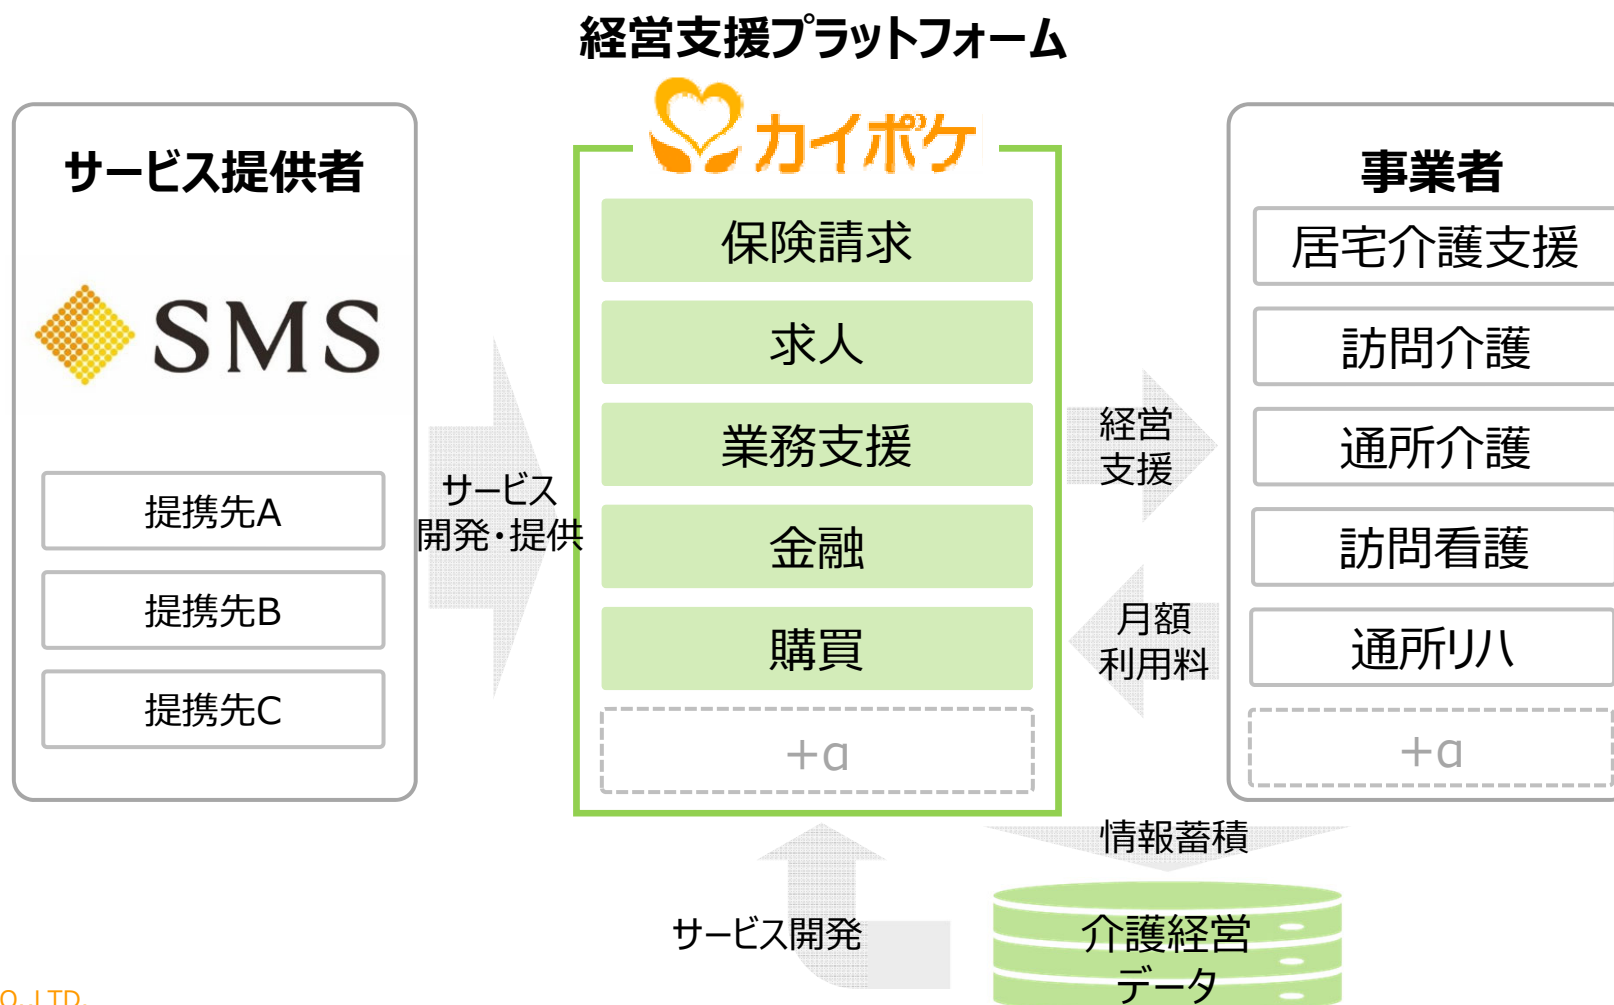 経営支援プラットフォーム
サービス提供者
SMS
提携先A
提携先B
提携先C
サービス
開発・提供
カイポケ
保険請求
求人
業務支援
金融
購買
+α
経営
支援
月額
利用料
事業者
居宅介護支援
訪問介護
通所介護
訪問看護
通所リハ
+α
情報蓄積
サービス開発
介護経営
データ
O.,LTD.